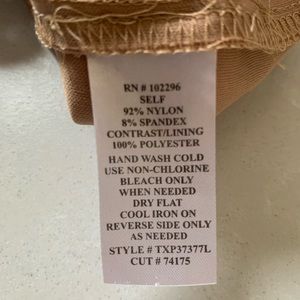 RN # 102296
SELF
92% NYLON
8% SPANDEX
CONTRAST/LINING
100% POLYESTER
HAND WASH COLD
USE NON-CHLORINE
BLEACH ONLY
WHEN NEEDED
DRY FLAT
COOL IRON ON
REVERSE SIDE ONLY
AS NEEDED
STYLE # TXP37377L
CUT # 74175